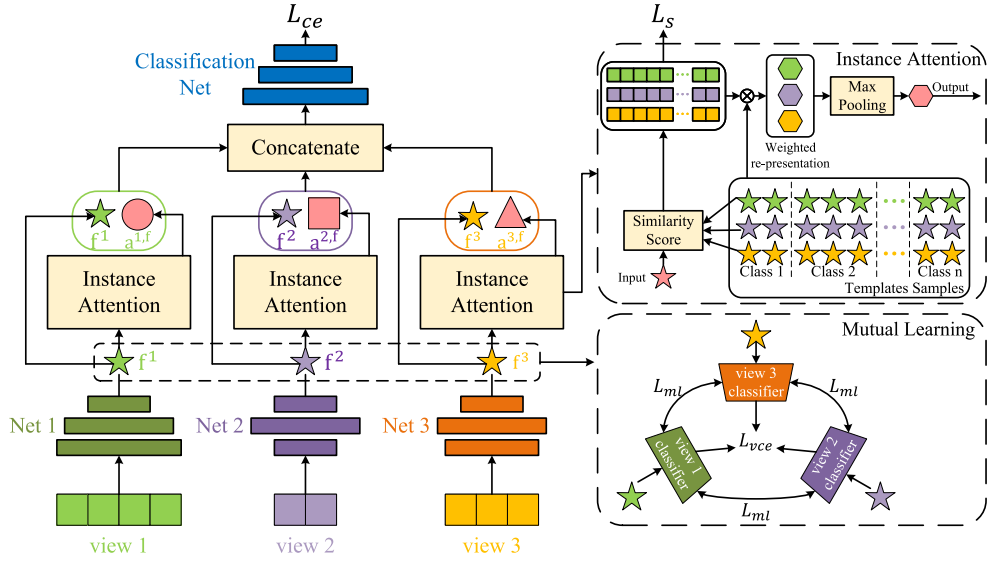 L_ce
Classification
Net
Concatenate
f¹ a¹,ᶠ
f² a²,ᶠ
f³ a³,ᶠ
Instance
Attention
Instance
Attention
Instance
Attention
f¹
f²
f³
Net 1
Net 2
Net 3
view 1
view 2
view 3
L_s
Instance Attention
Max
Pooling
Output
Weighted
re-presentation
Similarity
Score
Input
Class 1
Class 2
Class n
Templates Samples
Mutual Learning
view 3
classifier
L_ml
L_ml
L_vce
view 1
classifier
view 2
classifier
L_ml